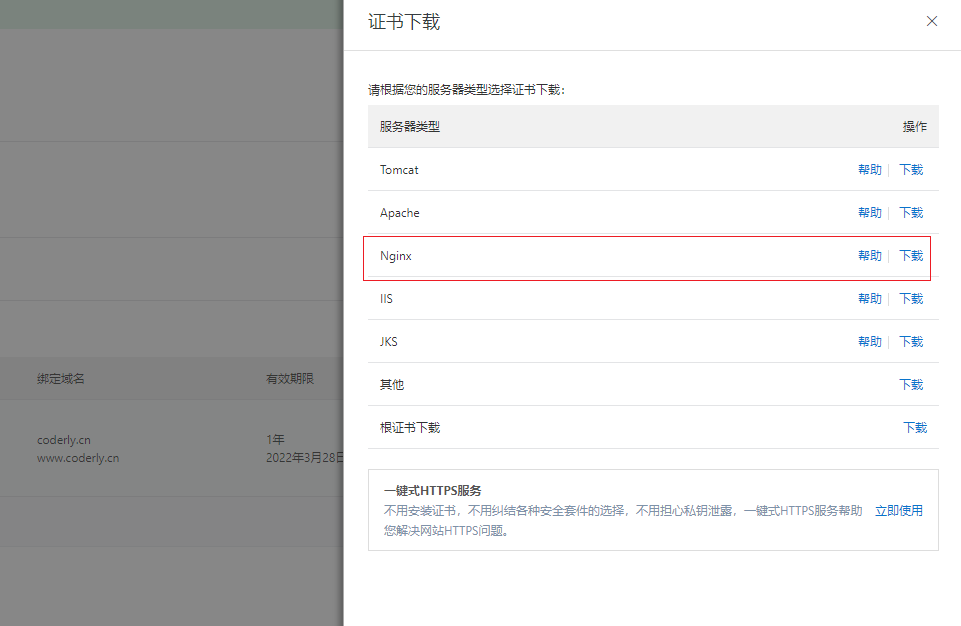 证书下载
请根据您的服务器类型选择证书下载：
服务器类型 操作
Tomcat 帮助 下载
Apache 帮助 下载
Nginx 帮助 下载
IIS 帮助 下载
JKS 帮助 下载
其他 下载
根证书下载 下载
一键式HTTPS服务
不用安装证书，不用纠结各种安全套件的选择，不用担心私钥泄露，一键式HTTPS服务帮助 立即使用
您解决网站HTTPS问题。
绑定域名 有效期限
coderly.cn 1年
www.coderly.cn 2022年3月28日